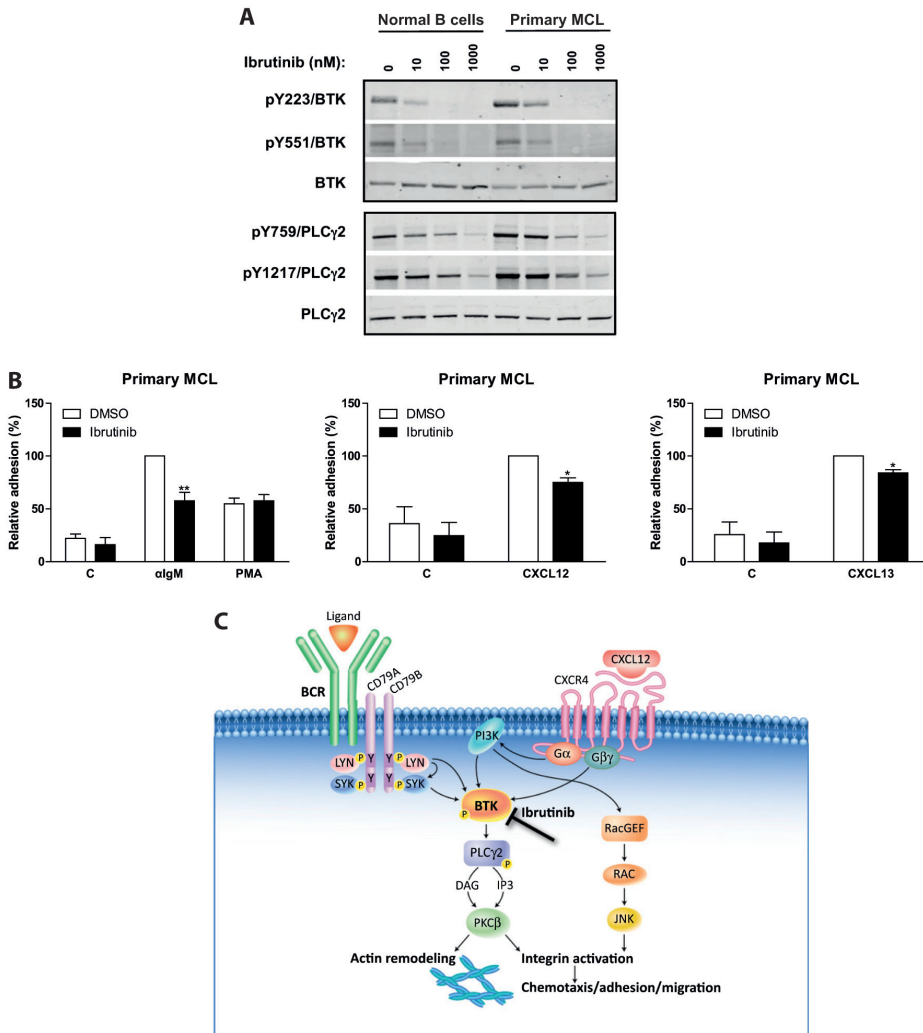 A
Normal B cells Primary MCL
Ibrutinib (nM): 0 10 100 1000 0 10 100 1000
pY223/BTK
pY551/BTK
BTK
pY759/PLCγ2
pY1217/PLCγ2
PLCγ2
B
Primary MCL
DMSO
Ibrutinib
Relative adhesion (%)
150
100
50
0
**
C αIgM PMA
Primary MCL
DMSO
Ibrutinib
Relative adhesion (%)
150
100
50
0
*
C CXCL12
Primary MCL
DMSO
Ibrutinib
Relative adhesion (%)
150
100
50
0
*
C CXCL13
C
Ligand
BCR
CD79A
CD79B
CXCR4
CXCL12
PI3K
Gα
Gβγ
LYN P Y Y P LYN
SYK P Y Y P SYK
BTK
P
Ibrutinib
RacGEF
PLCγ2
P
DAG IP3
RAC
PKCβ
JNK
Actin remodeling
Integrin activation
Chemotaxis/adhesion/migration